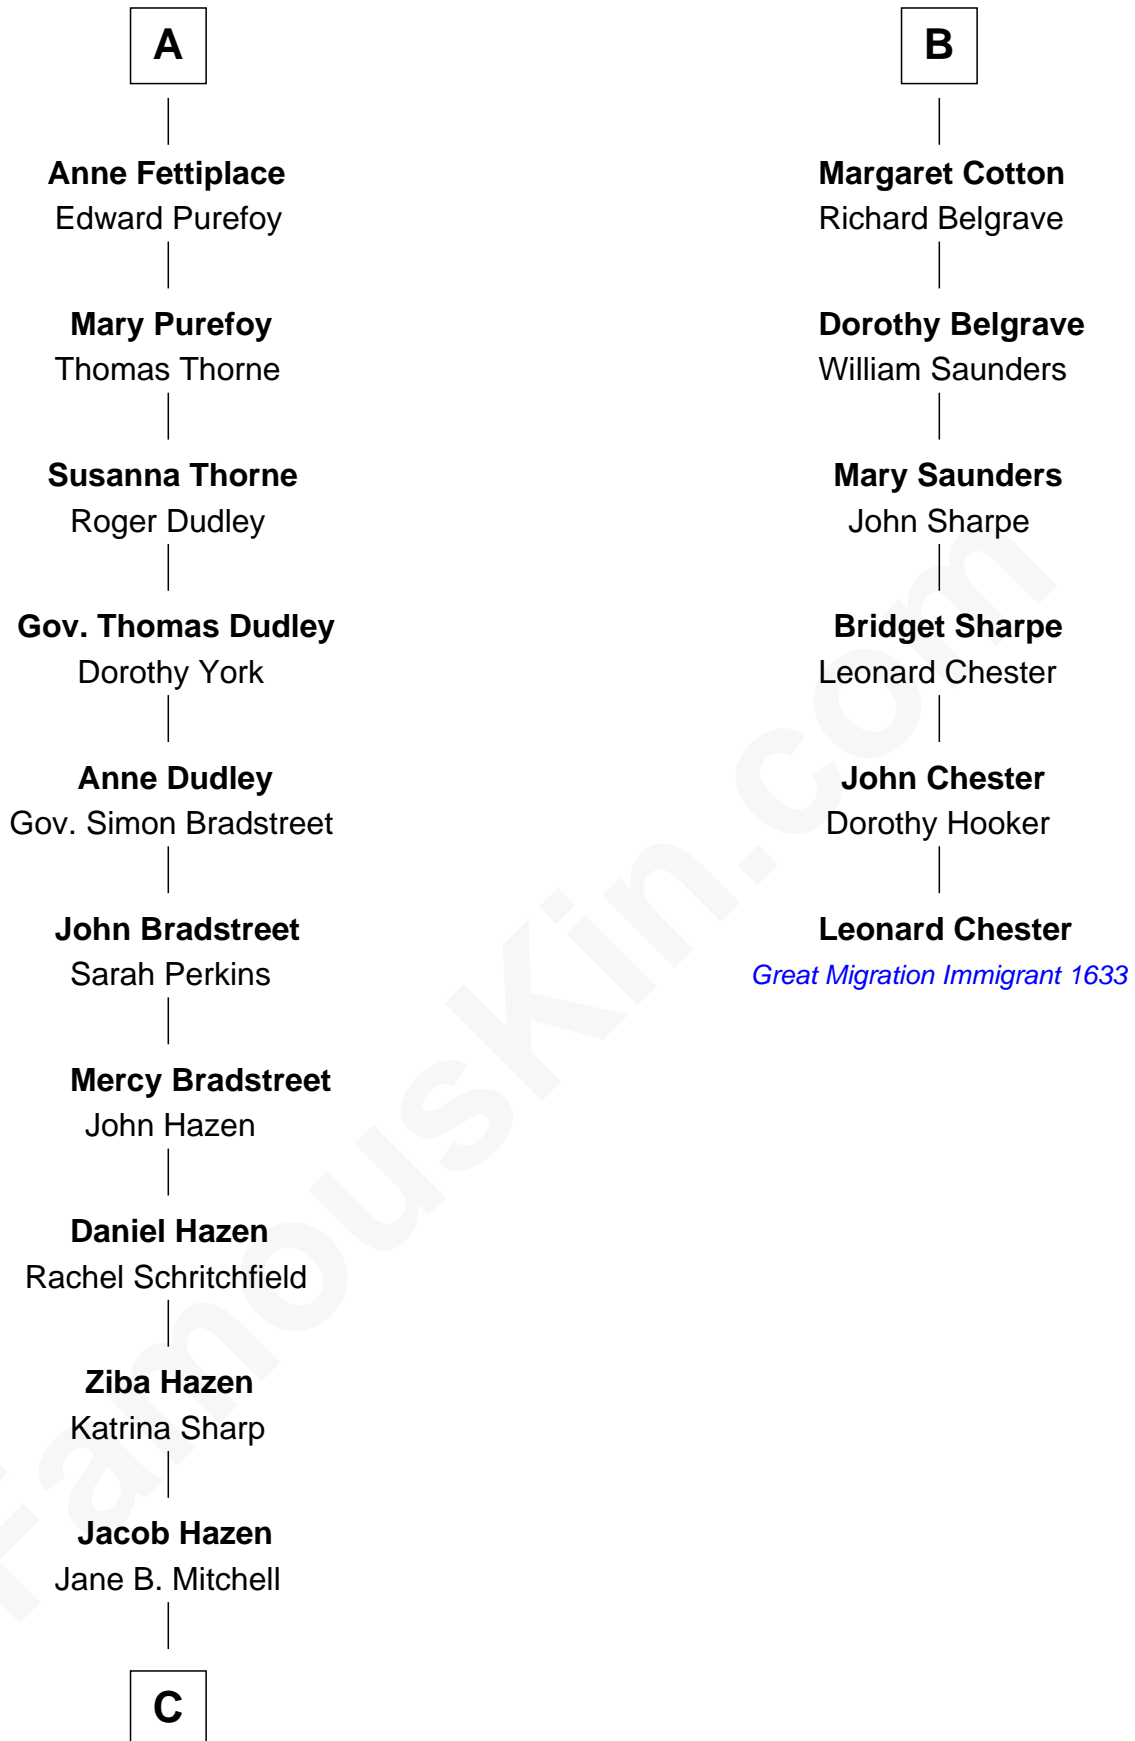 A
Anne Fettiplace
Edward Purefoy
Mary Purefoy
Thomas Thorne
Susanna Thorne
Roger Dudley
Gov. Thomas Dudley
Dorothy York
Anne Dudley
Gov. Simon Bradstreet
John Bradstreet
Sarah Perkins
Mercy Bradstreet
John Hazen
Daniel Hazen
Rachel Schritchfield
Ziba Hazen
Katrina Sharp
Jacob Hazen
Jane B. Mitchell
C
B
Margaret Cotton
Richard Belgrave
Dorothy Belgrave
William Saunders
Mary Saunders
John Sharpe
Bridget Sharpe
Leonard Chester
John Chester
Dorothy Hooker
Leonard Chester
Great Migration Immigrant 1633
FamousKin.com